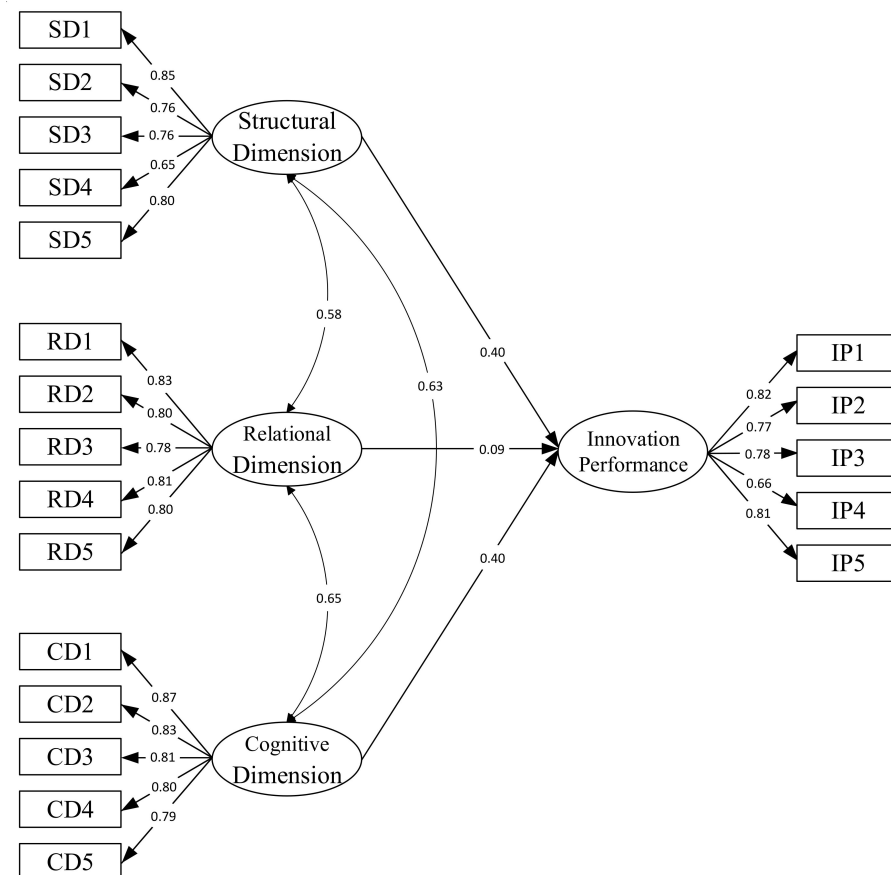 SD1
0.85
SD2
0.76
SD3
0.76
SD4
0.65
SD5
0.80
Structural
Dimension
0.58
0.63
0.40
RD1
0.83
RD2
0.80
RD3
0.78
RD4
0.81
RD5
0.80
Relational
Dimension
0.09
Innovation
Performance
IP1
0.82
IP2
0.77
IP3
0.78
IP4
0.66
IP5
0.81
0.40
0.65
CD1
0.87
CD2
0.83
CD3
0.81
CD4
0.80
CD5
0.79
Cognitive
Dimension